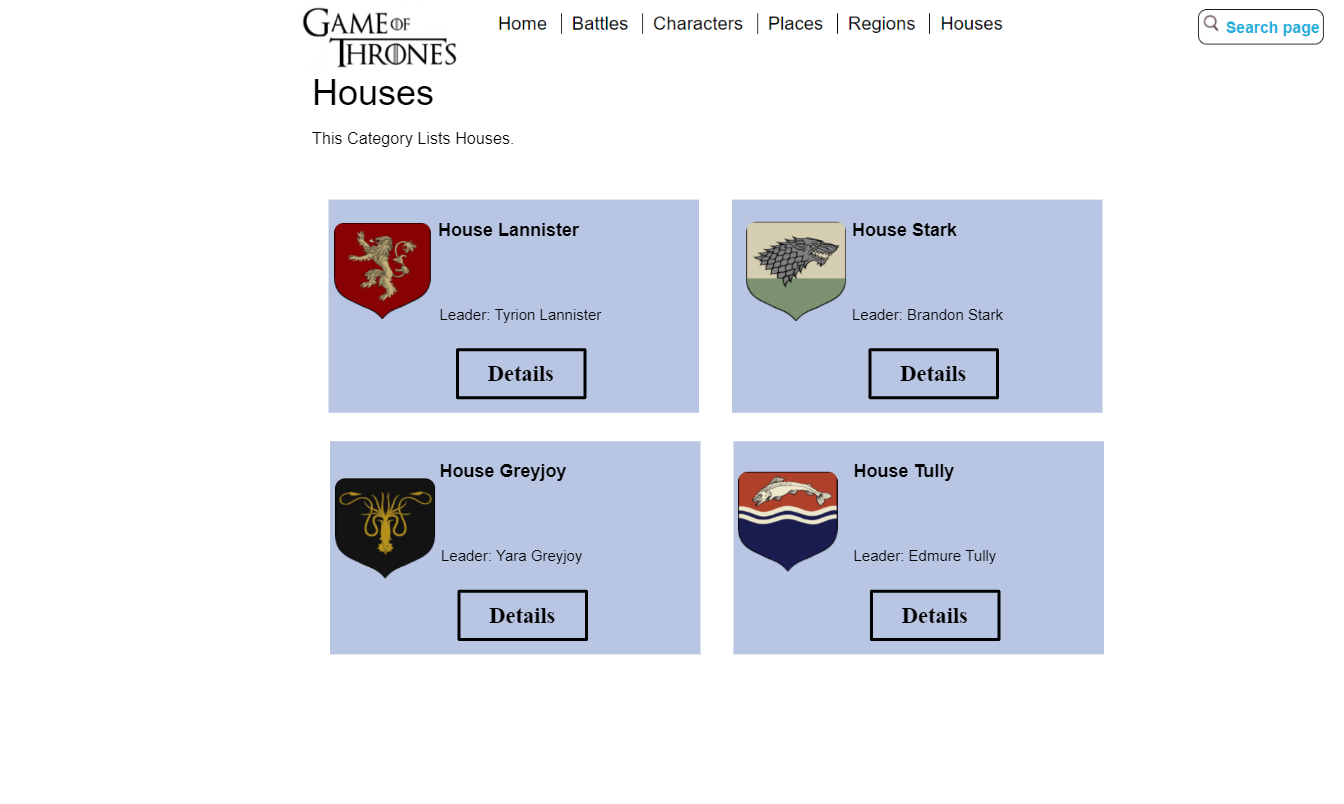 GAME OF
THRONES
Home
Battles
Characters
Places
Regions
Houses
Search page
Houses
This Category Lists Houses.
House Lannister
Leader: Tyrion Lannister
Details
House Stark
Leader: Brandon Stark
Details
House Greyjoy
Leader: Yara Greyjoy
Details
House Tully
Leader: Edmure Tully
Details